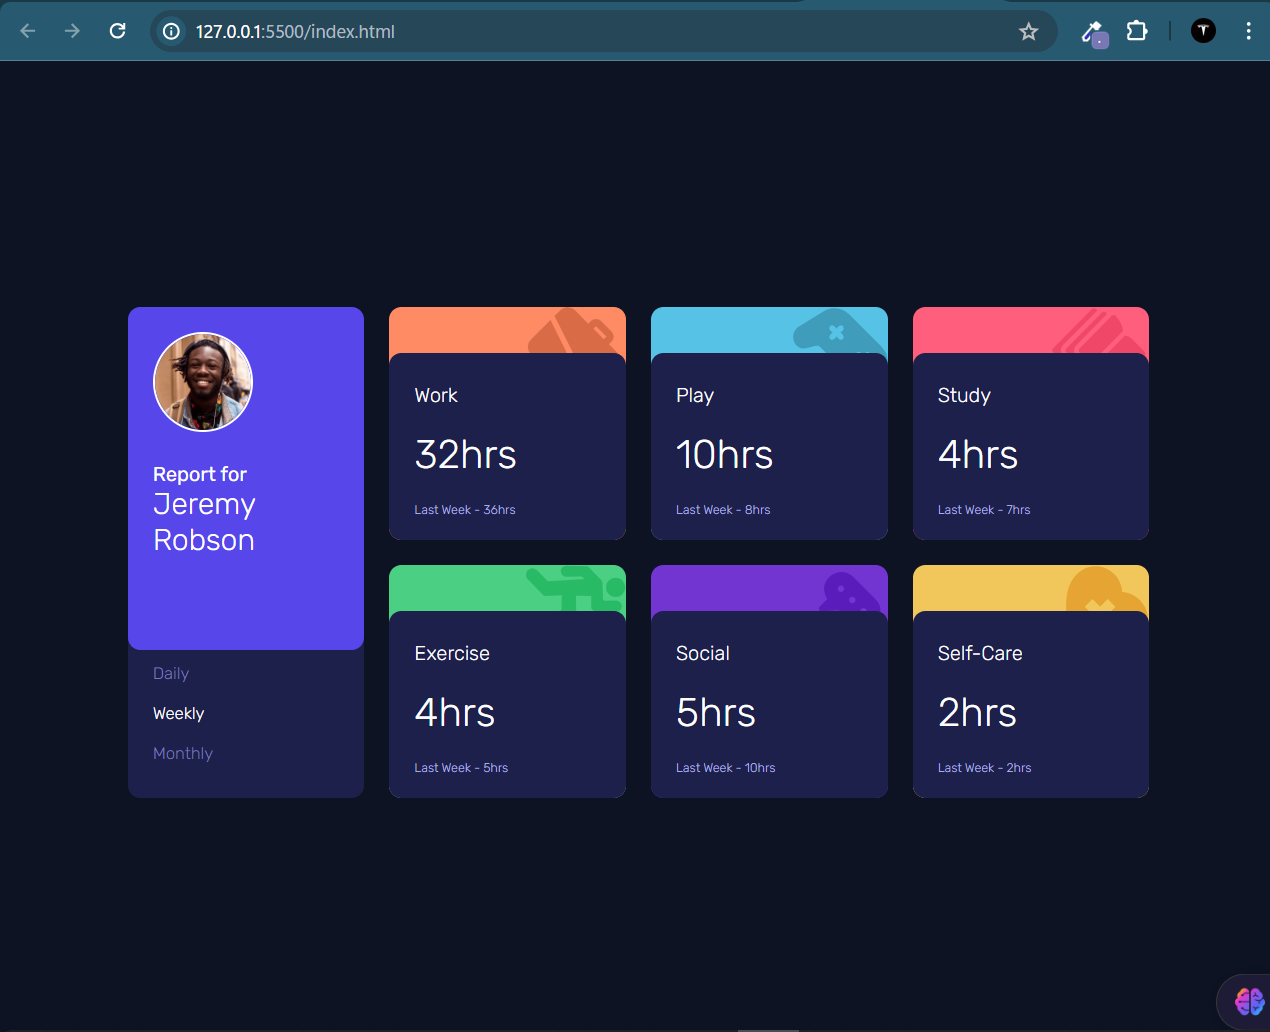 127.0.0.1:5500/index.html
Report for
Jeremy
Robson
Daily
Weekly
Monthly
Work
32hrs
Last Week - 36hrs
Play
10hrs
Last Week - 8hrs
Study
4hrs
Last Week - 7hrs
Exercise
4hrs
Last Week - 5hrs
Social
5hrs
Last Week - 10hrs
Self-Care
2hrs
Last Week - 2hrs